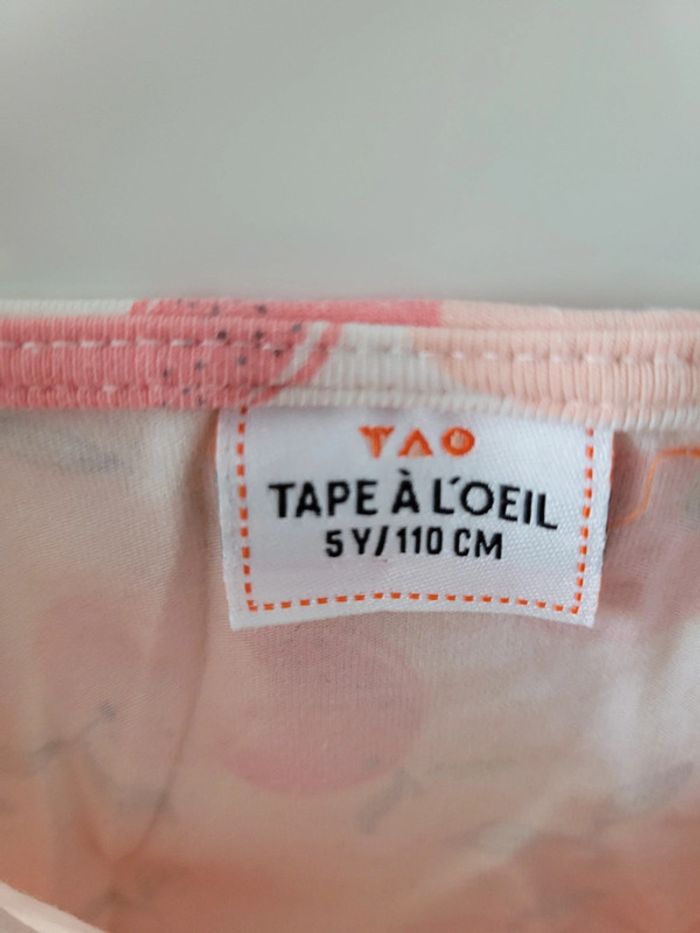 TAO
TAPE À L'OEIL
5 Y/110 CM